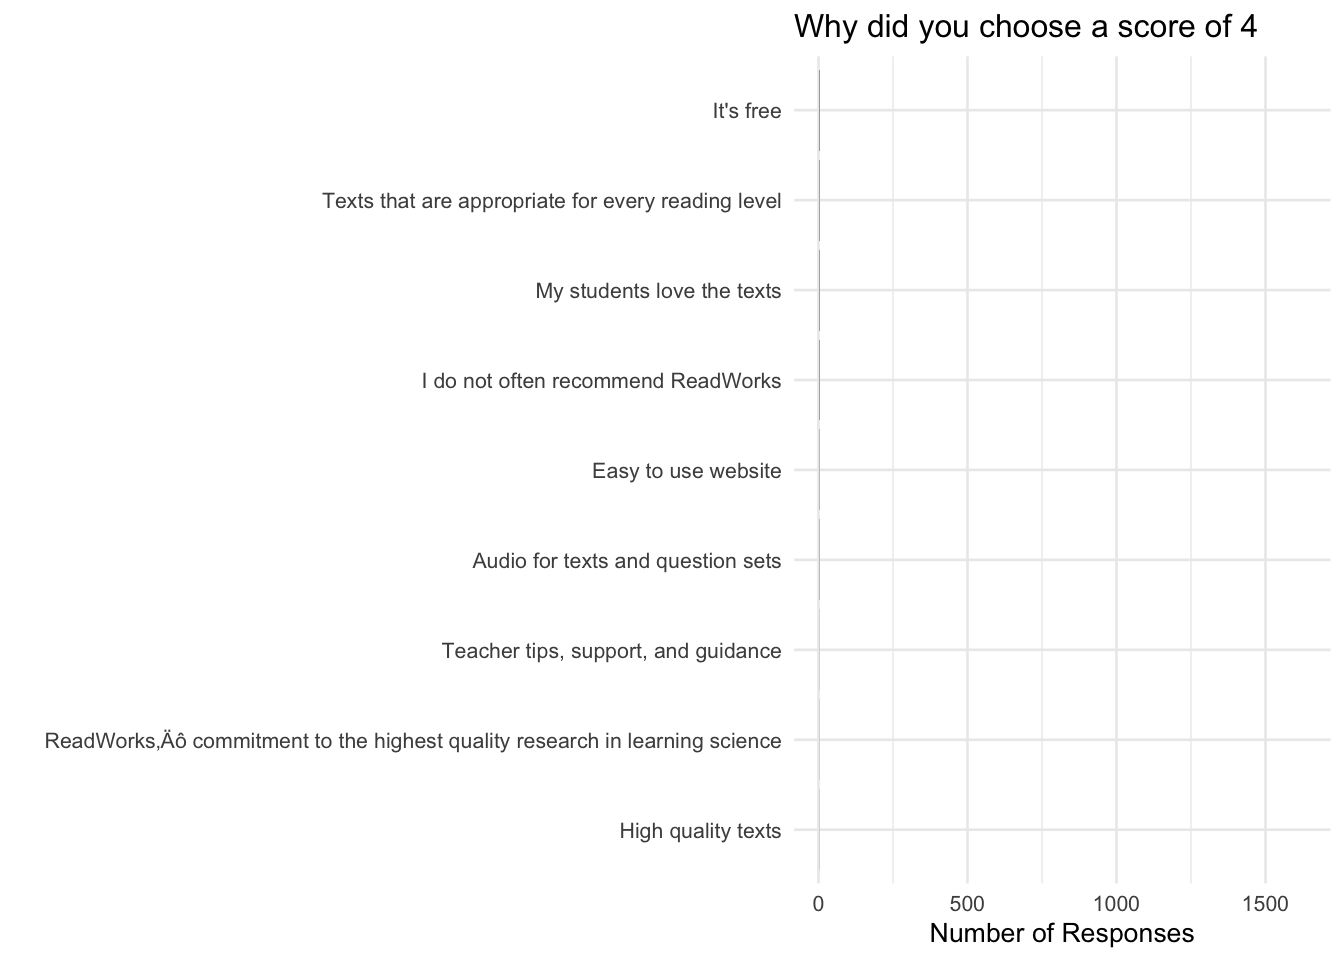 Why did you choose a score of 4
It's free
Texts that are appropriate for every reading level
My students love the texts
I do not often recommend ReadWorks
Easy to use website
Audio for texts and question sets
Teacher tips, support, and guidance
ReadWorks‚Äô commitment to the highest quality research in learning science
High quality texts
0 500 1000 1500
Number of Responses